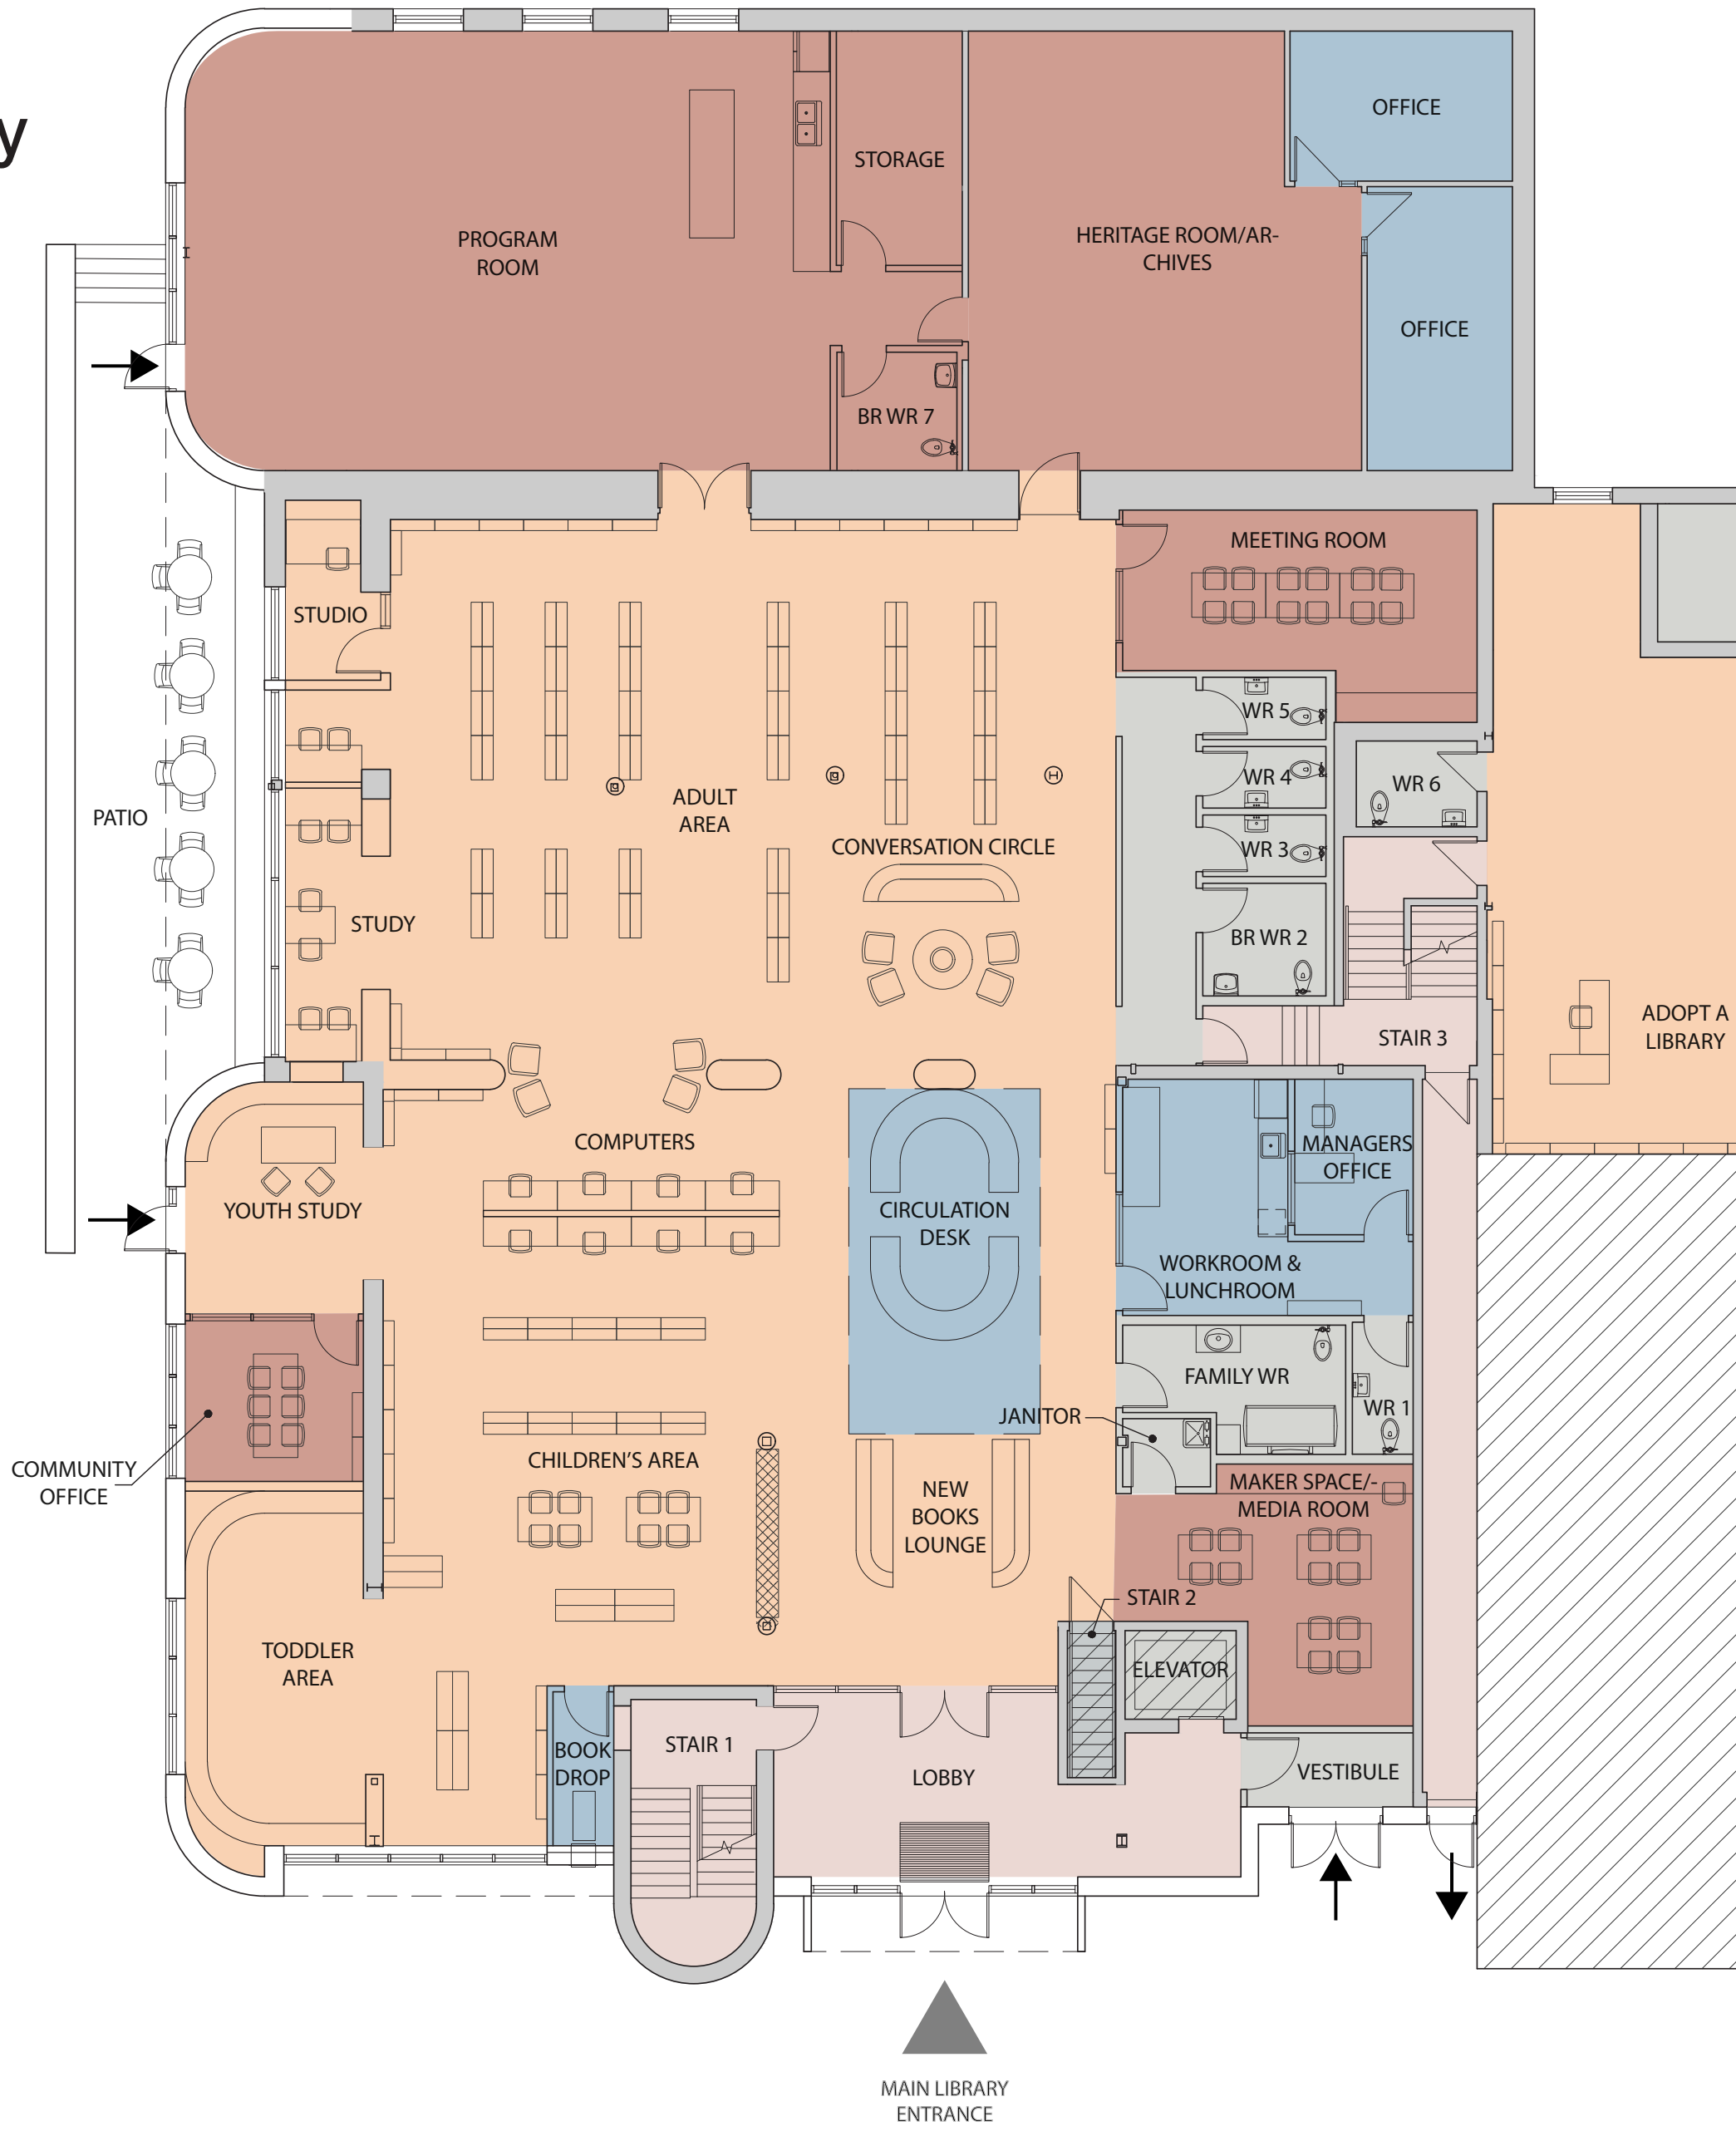 y
OFFICE
STORAGE
PROGRAM
ROOM
HERITAGE ROOM/AR-
CHIVES
OFFICE
BR WR 7
MEETING ROOM
STUDIO
WR 5
WR 4
WR 6
PATIO
ADULT
AREA
CONVERSATION CIRCLE
WR 3
STUDY
BR WR 2
ADOPT A
LIBRARY
STAIR 3
COMPUTERS
MANAGERS
OFFICE
YOUTH STUDY
CIRCULATION
DESK
WORKROOM &
LUNCHROOM
FAMILY WR
WR 1
JANITOR
COMMUNITY
OFFICE
CHILDREN'S AREA
NEW
BOOKS
LOUNGE
MAKER SPACE/-
MEDIA ROOM
STAIR 2
TODDLER
AREA
ELEVATOR
BOOK
DROP
STAIR 1
LOBBY
VESTIBULE
MAIN LIBRARY
ENTRANCE